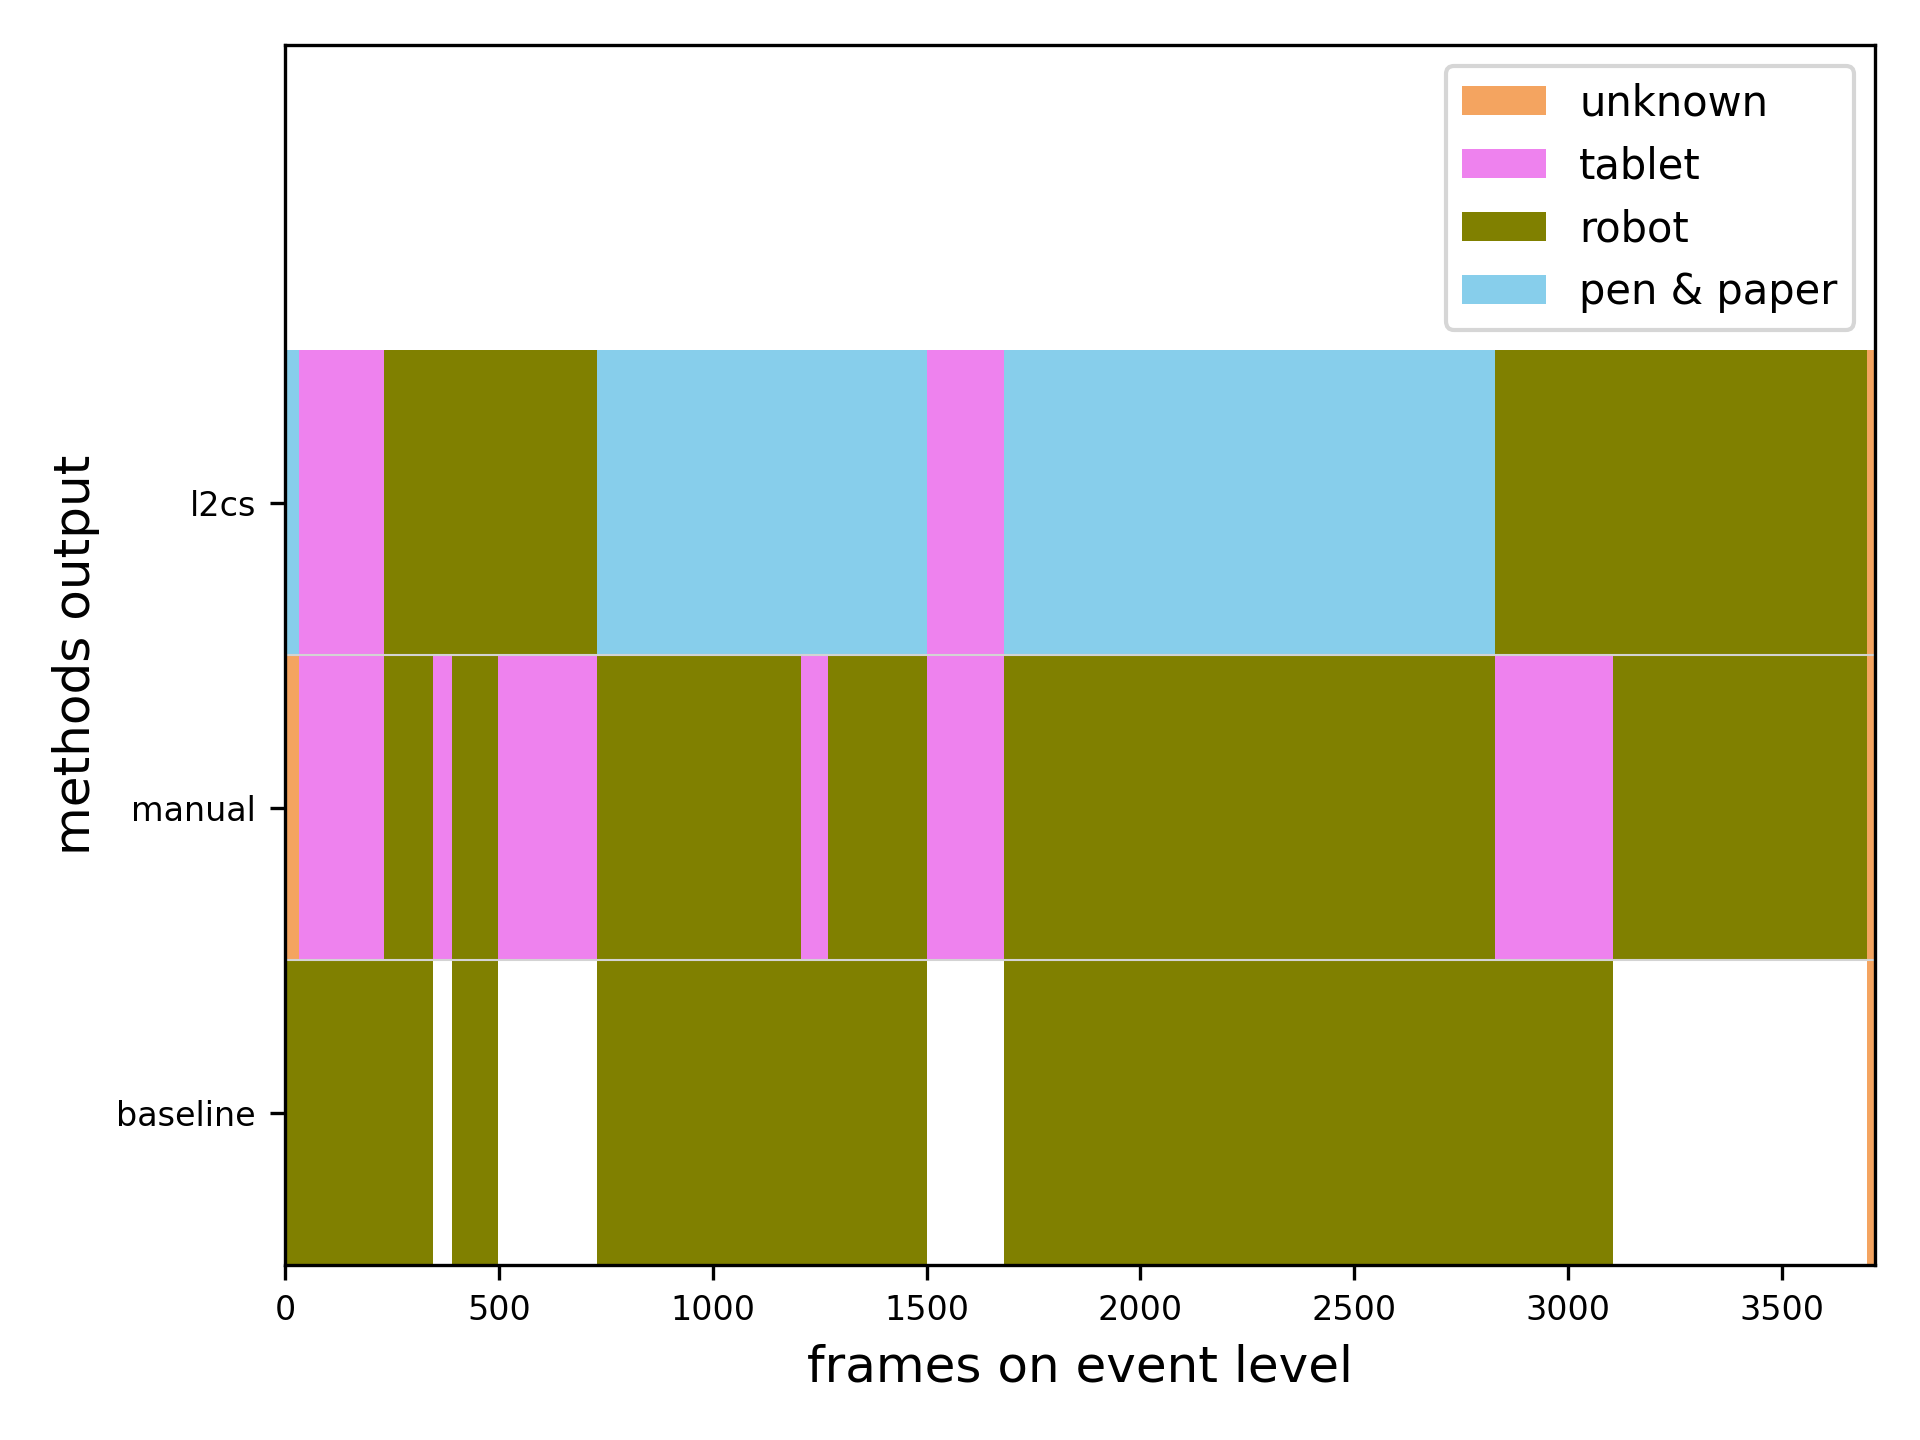 unknown
tablet
robot
pen & paper
methods output
l2cs
manual
baseline
0 500 1000 1500 2000 2500 3000 3500
frames on event level